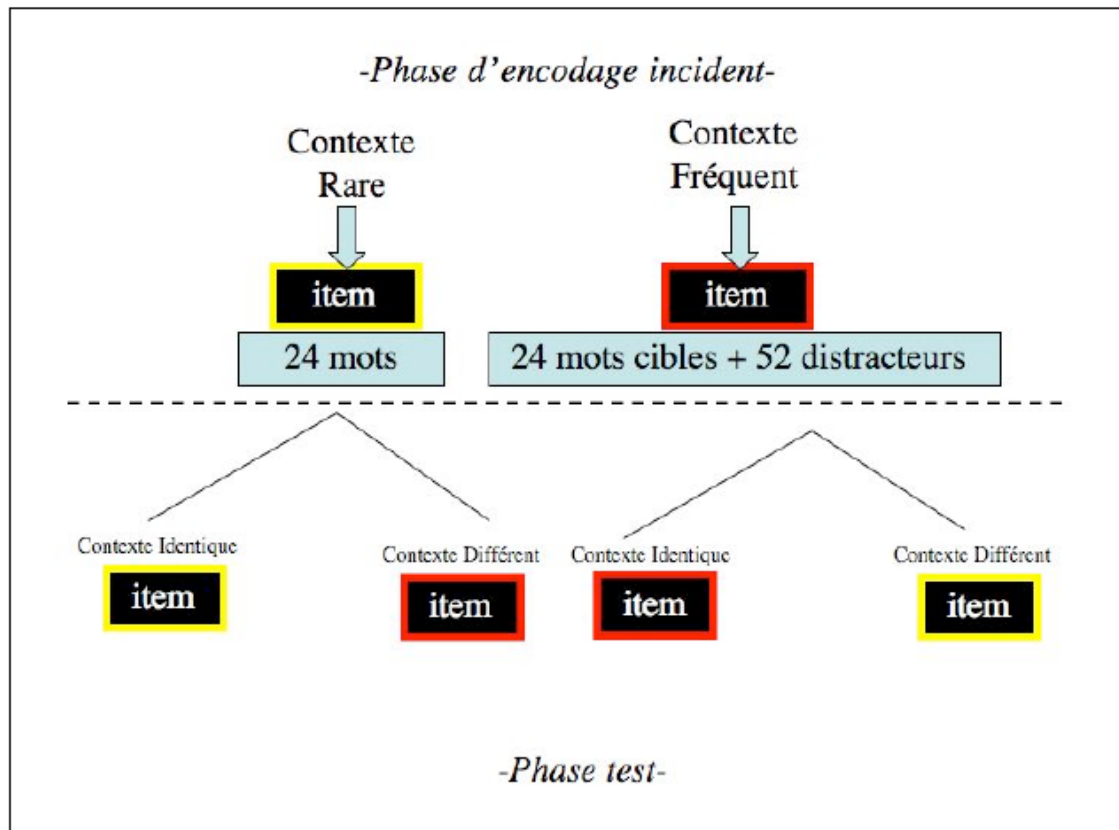 -Phase d'encodage incident-
Contexte
Rare
Contexte
Fréquent
item
item
24 mots
24 mots cibles + 52 distracteurs
Contexte Identique
Contexte Différent
Contexte Identique
Contexte Différent
item
item
item
item
-Phase test-